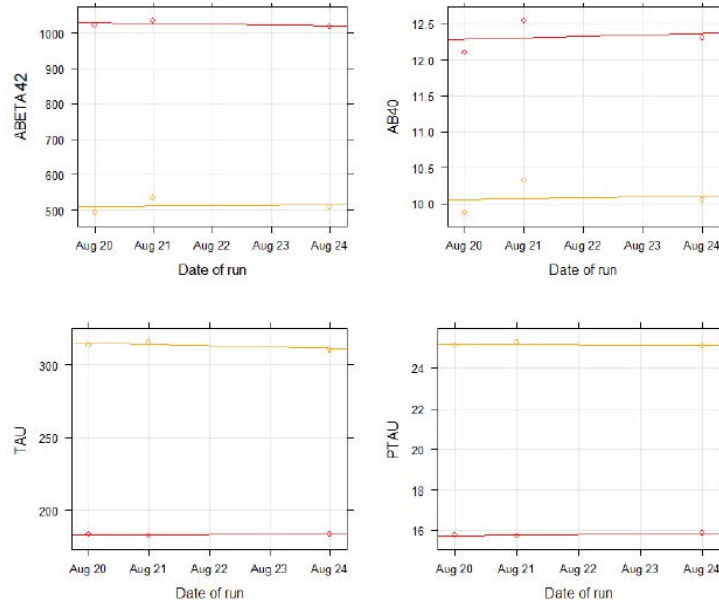 ABETA 42
1000
900
800
700
600
500
Aug 20 Aug 21 Aug 22 Aug 23 Aug 24
Date of run
AB40
12.5
12.0
11.5
11.0
10.5
10.0
Aug 20 Aug 21 Aug 22 Aug 23 Aug 24
Date of run
TAU
300
250
200
Aug 20 Aug 21 Aug 22 Aug 23 Aug 24
Date of run
PTAU
24
22
20
18
16
Aug 20 Aug 21 Aug 22 Aug 23 Aug 24
Date of run